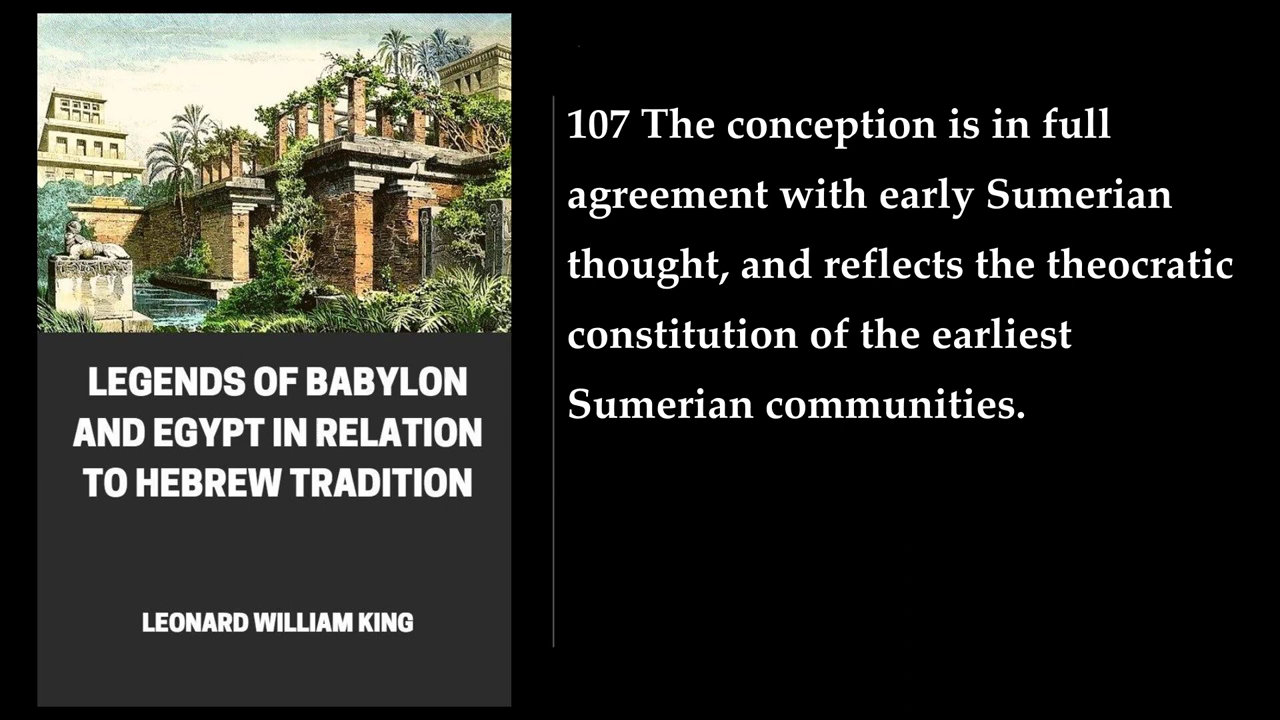 LEGENDS OF BABYLON
AND EGYPT IN RELATION
TO HEBREW TRADITION
LEONARD WILLIAM KING
107 The conception is in full
agreement with early Sumerian
thought, and reflects the theocratic
constitution of the earliest
Sumerian communities.